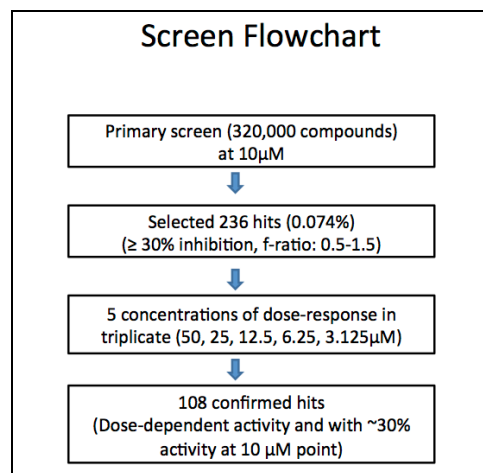 Screen Flowchart
Primary screen (320,000 compounds)
at 10µM
Selected 236 hits (0.074%)
(≥ 30% inhibition, f-ratio: 0.5-1.5)
5 concentrations of dose-response in
triplicate (50, 25, 12.5, 6.25, 3.125µM)
108 confirmed hits
(Dose-dependent activity and with ~30%
activity at 10 µM point)